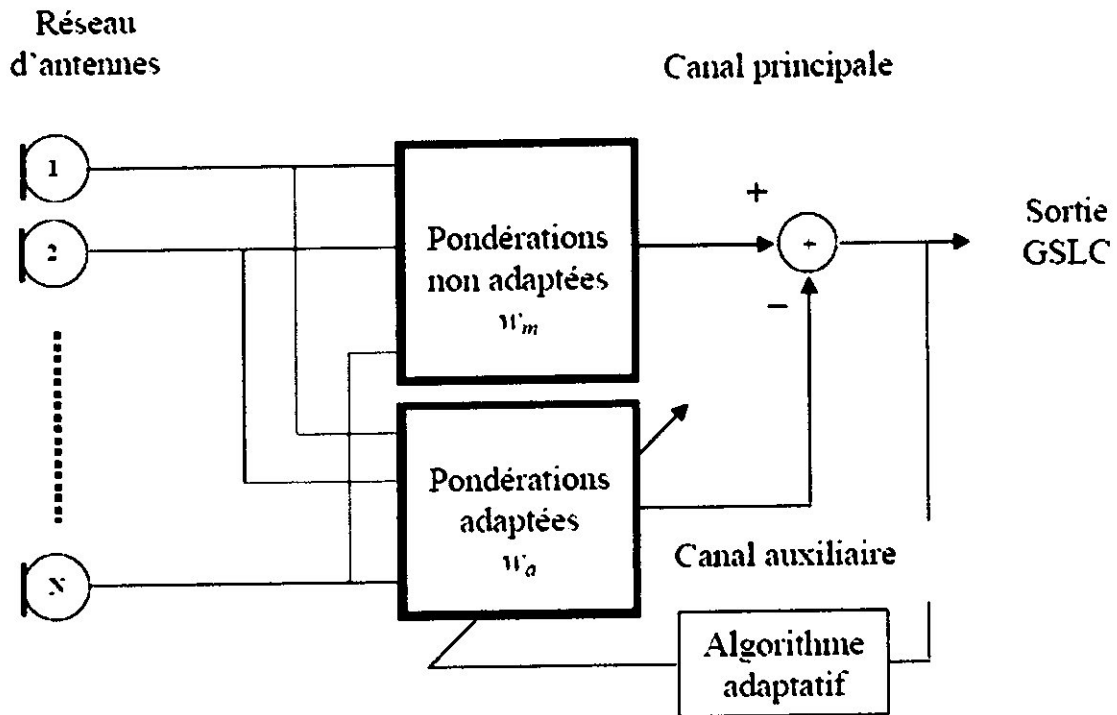 Réseau
d'antennes
Canal principale
1
2
N
Pondérations
non adaptées
w_m
+
+
−
Sortie
GSLC
Pondérations
adaptées
w_a
Canal auxiliaire
Algorithme
adaptatif